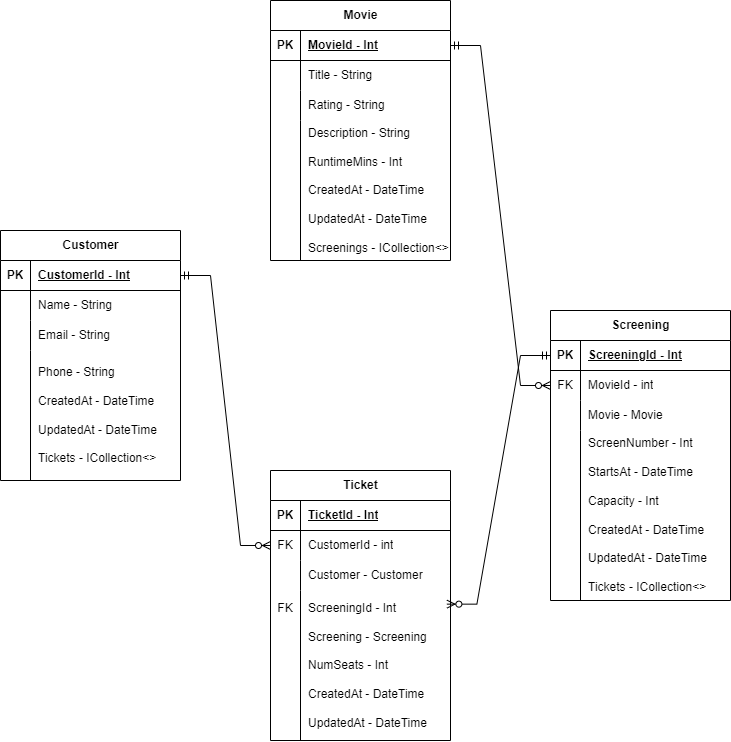 Movie
PK MovieId - Int
Title - String
Rating - String
Description - String
RuntimeMins - Int
CreatedAt - DateTime
UpdatedAt - DateTime
Screenings - ICollection<>
Customer
PK CustomerId - Int
Name - String
Email - String
Phone - String
CreatedAt - DateTime
UpdatedAt - DateTime
Tickets - ICollection<>
Screening
PK ScreeningId - Int
FK MovieId - int
Movie - Movie
ScreenNumber - Int
StartsAt - DateTime
Capacity - Int
CreatedAt - DateTime
UpdatedAt - DateTime
Tickets - ICollection<>
Ticket
PK TicketId - Int
FK CustomerId - int
Customer - Customer
FK ScreeningId - Int
Screening - Screening
NumSeats - Int
CreatedAt - DateTime
UpdatedAt - DateTime